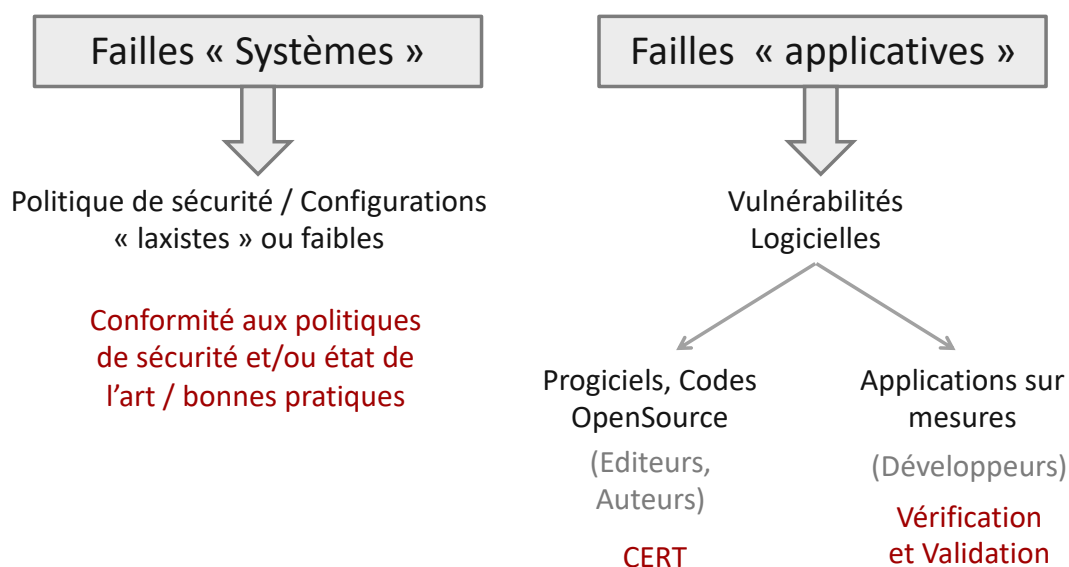 Failles « Systèmes »
Politique de sécurité / Configurations
« laxistes » ou faibles
Conformité aux politiques
de sécurité et/ou état de
l’art / bonnes pratiques
Failles « applicatives »
Vulnérabilités
Logicielles
Progiciels, Codes
OpenSource
(Editeurs,
Auteurs)
CERT
Applications sur
mesures
(Développeurs)
Vérification
et Validation